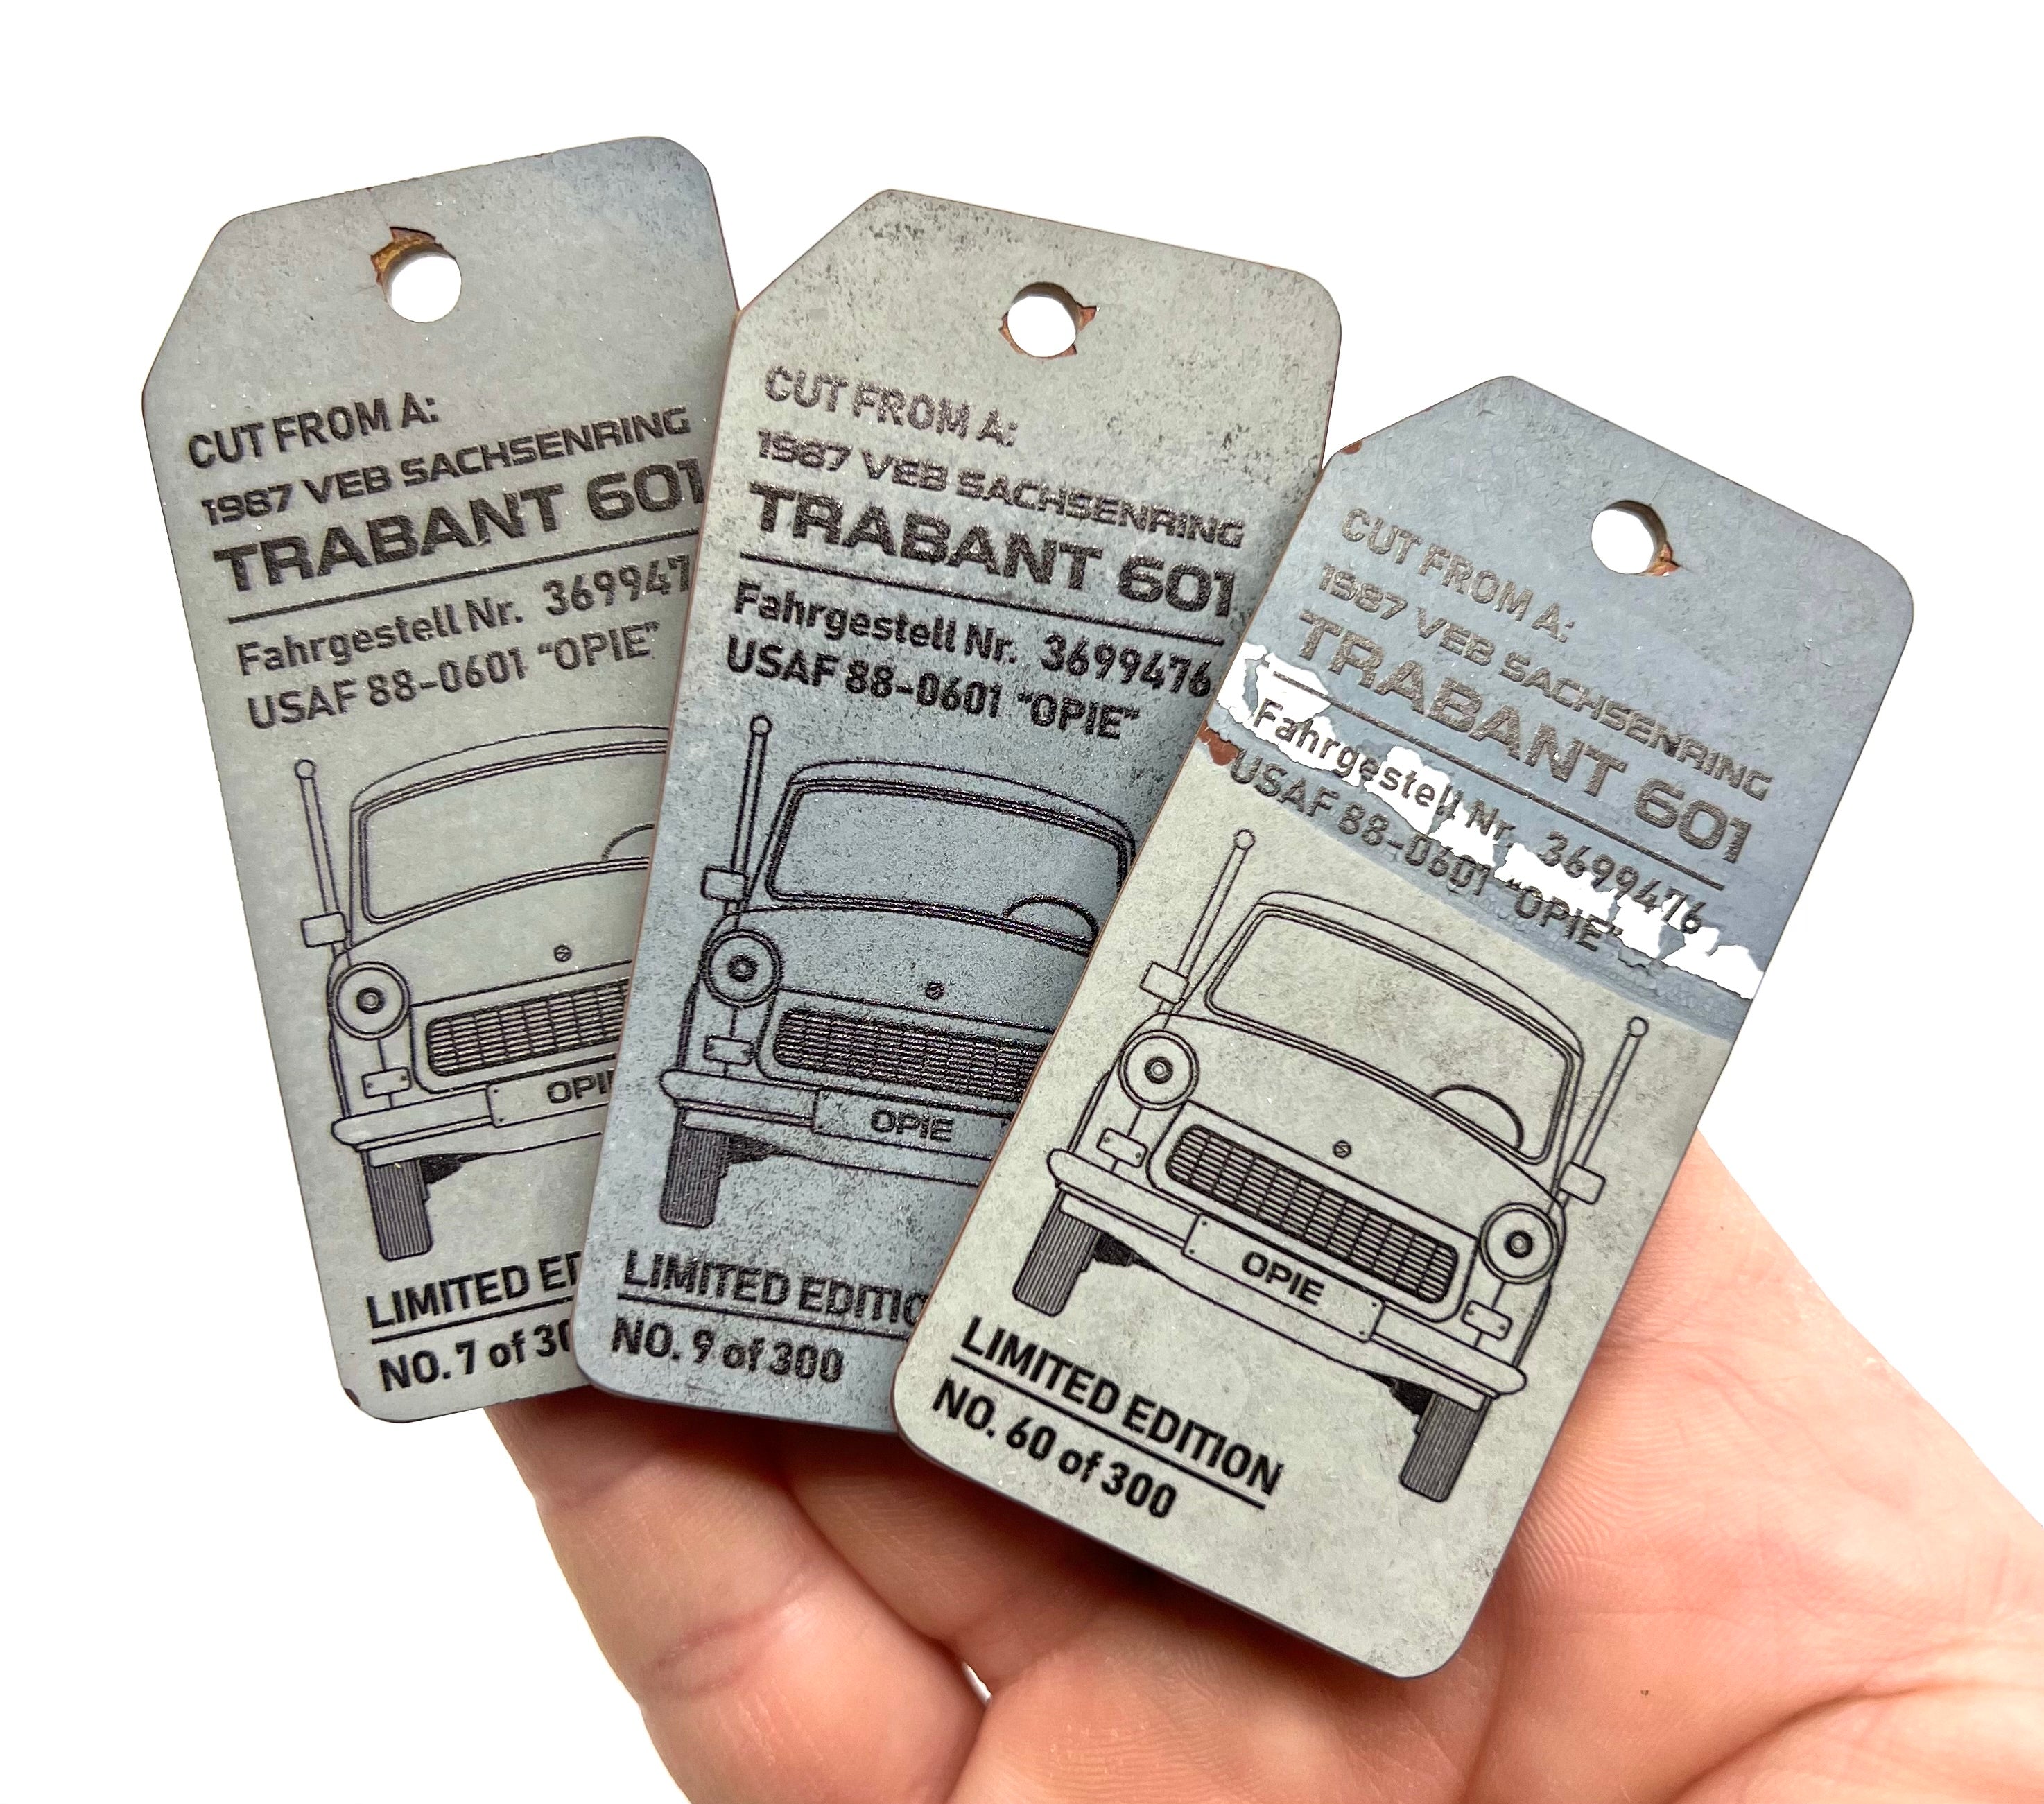 CUT FROM A:
1987 VEB SACHSENRING
TRABANT 601
Fahrgestell Nr. 369947
USAF 88-0601 "OPIE"
OPIE
LIMITED ED
NO. 7 of 30
CUT FROM A:
1987 VEB SACHSENRING
TRABANT 601
Fahrgestell Nr. 3699476
USAF 88-0601 "OPIE"
OPIE
LIMITED EDITIO
NO. 9 of 300
CUT FROM A:
1987 VEB SACHSENRING
TRABANT 601
Fahrgestell Nr. 3699476
USAF 88-0601 "OPIE"
OPIE
LIMITED EDITION
NO. 60 of 300